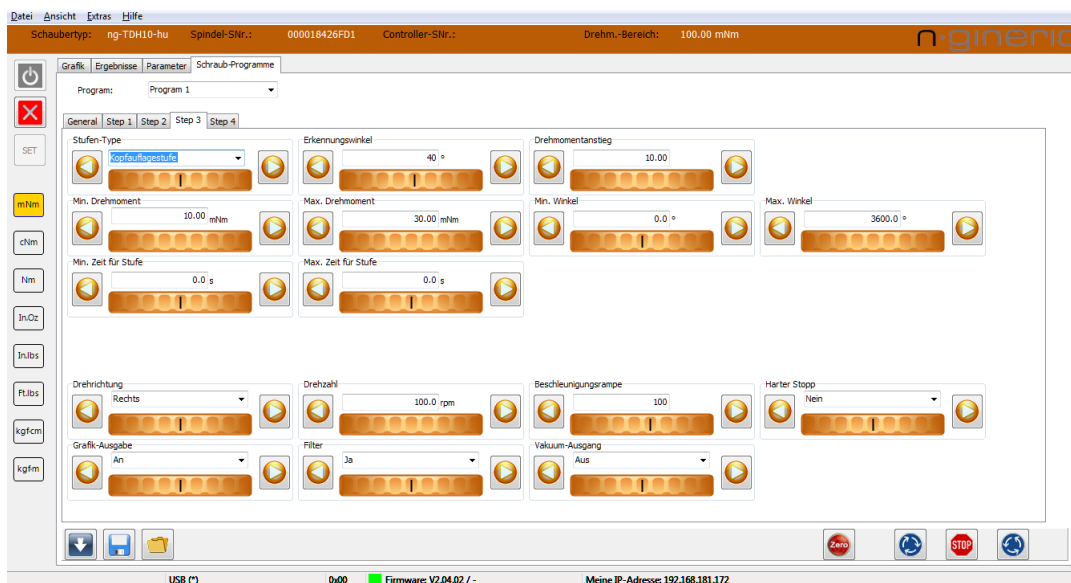 Datei Ansicht Extras Hilfe
Schaubertyp: ng-TDH10-hu Spindel-SNr.: 000018426FD1 Controller-SNr.: Drehm.-Bereich: 100.00 mNm
n·gineric
Grafik Ergebnisse Parameter Schraub-Programme
Program: Program 1
General Step 1 Step 2 Step 3 Step 4
SET
mNm
cNm
Nm
In.Oz
In.lbs
Ft.lbs
kgfcm
kgfm
Stufen-Type Erkennungswinkel Drehmomentanstieg
Kopfauflagestufe 40 ° 10.00
Min. Drehmoment Max. Drehmoment Min. Winkel Max. Winkel
10.00 mNm 30.00 mNm 0.0 ° 3600.0 °
Min. Zeit für Stufe Max. Zeit für Stufe
0.0 s 0.0 s
Drehrichtung Drehzahl Beschleunigungsrampe Harter Stopp
Rechts 100.0 rpm 100 Nein
Grafik-Ausgabe Filter Vakuum-Ausgang
An Ja Aus
Zero STOP
USB (*) 0x00 Firmware: V2.04.02 / - Meine IP-Adresse: 192.168.181.172